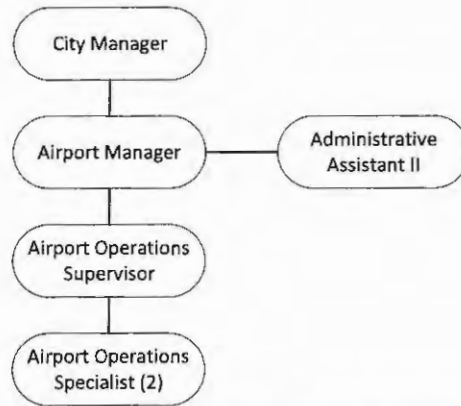 City Manager
Airport Manager
Administrative
Assistant II
Airport Operations
Supervisor
Airport Operations
Specialist (2)